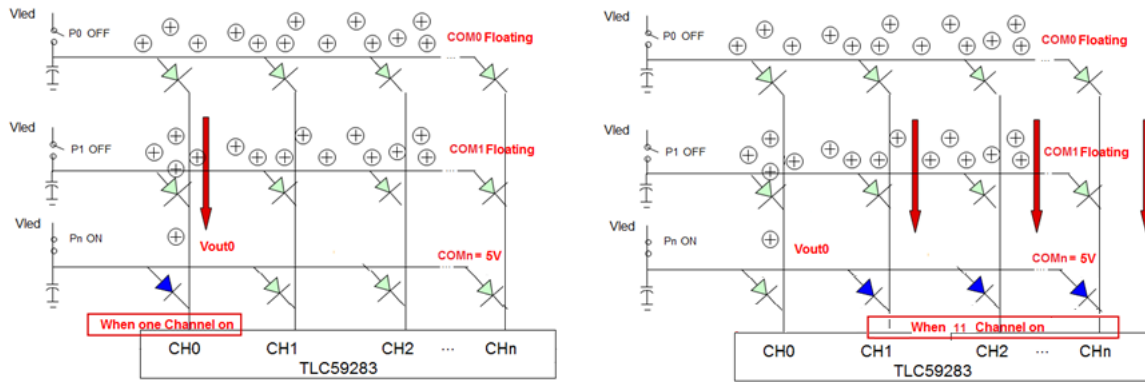 Vled
P0 OFF
COM0 Floating
...
Vled
P1 OFF
COM1 Floating
...
Vled
Pn ON
Vout0
COMn = 5V
...
When one Channel on
CH0 CH1 CH2 ... CHn
TLC59283
Vled
P0 OFF
COM0 Floating
...
Vled
P1 OFF
COM1 Floating
...
Vled
Pn ON
Vout0
COMn = 5V
...
When 11 Channel on
CH0 CH1 CH2 ... CHn
TLC59283